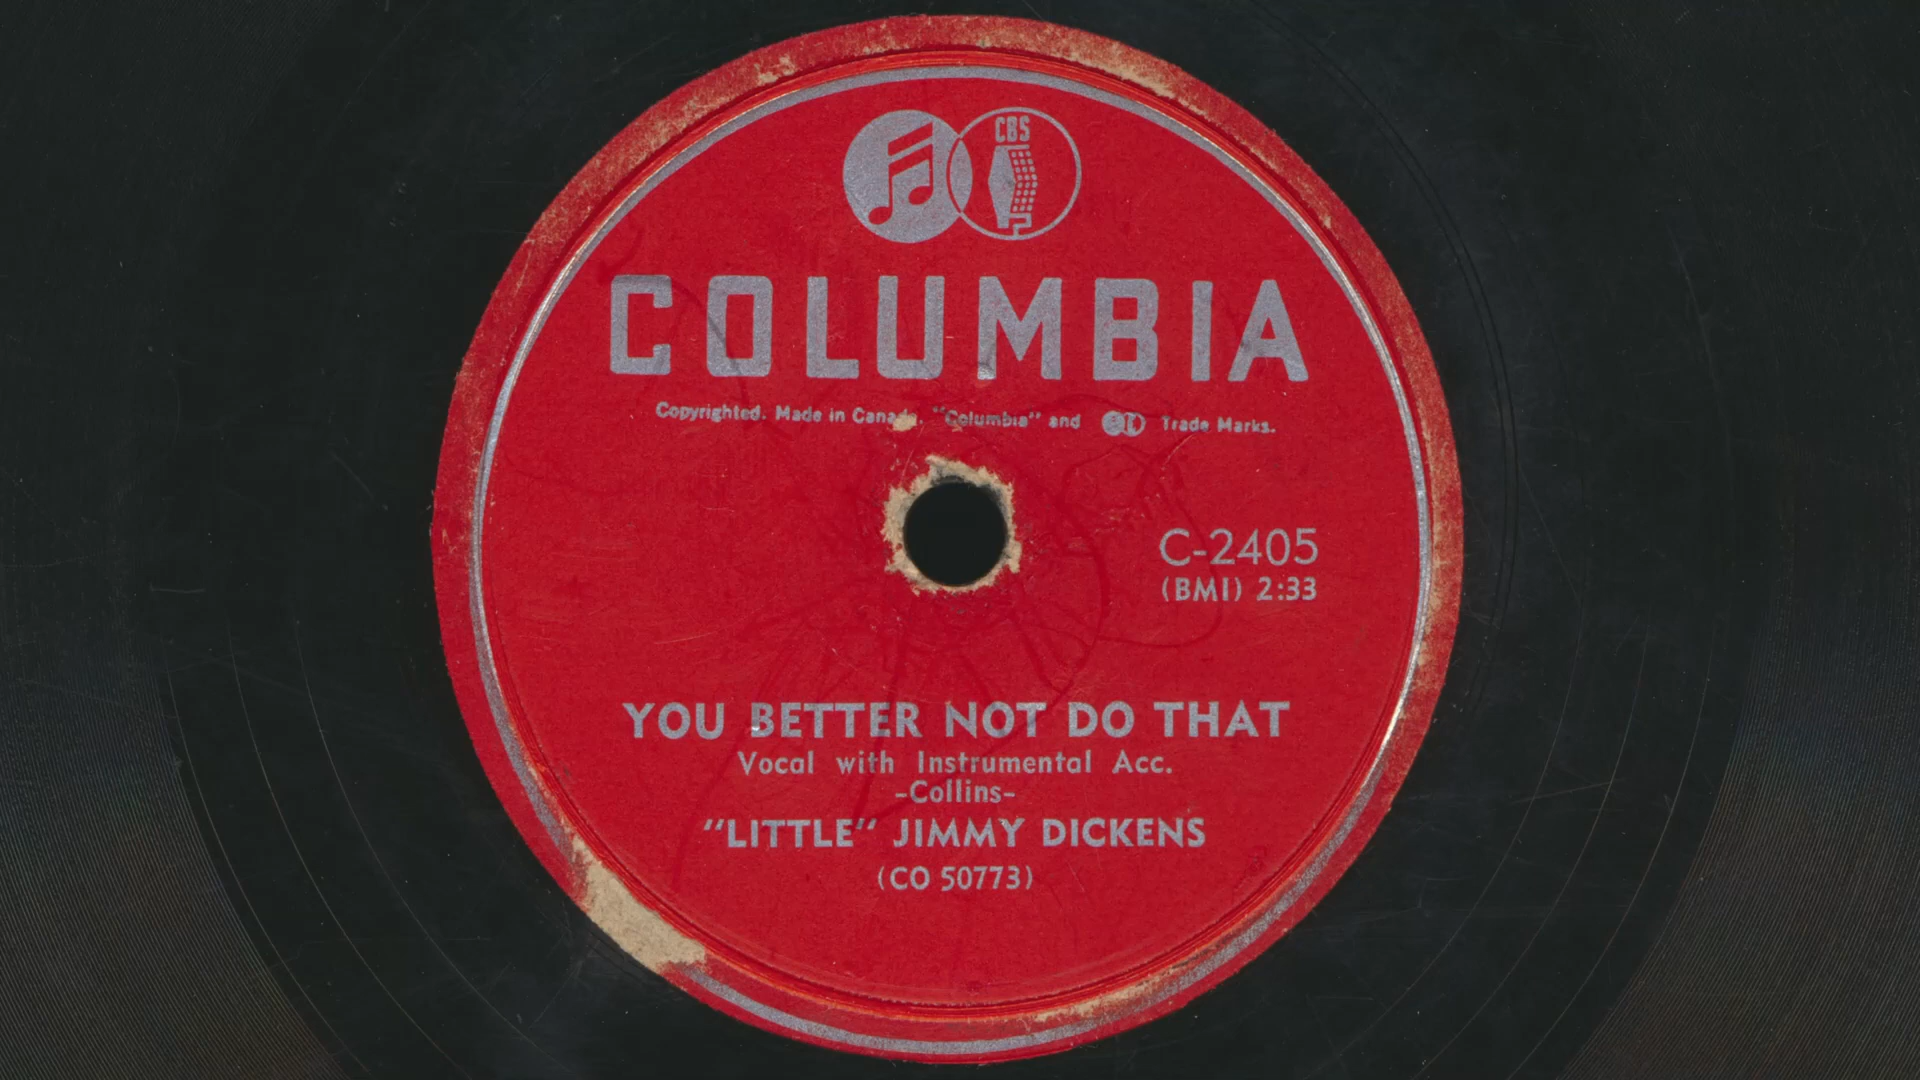 CBS
COLUMBIA
Copyrighted. Made in Canada. "Columbia" and Trade Marks.
C-2405
(BMI) 2:33
YOU BETTER NOT DO THAT
Vocal with Instrumental Acc.
-Collins-
"LITTLE" JIMMY DICKENS
(CO 50773)